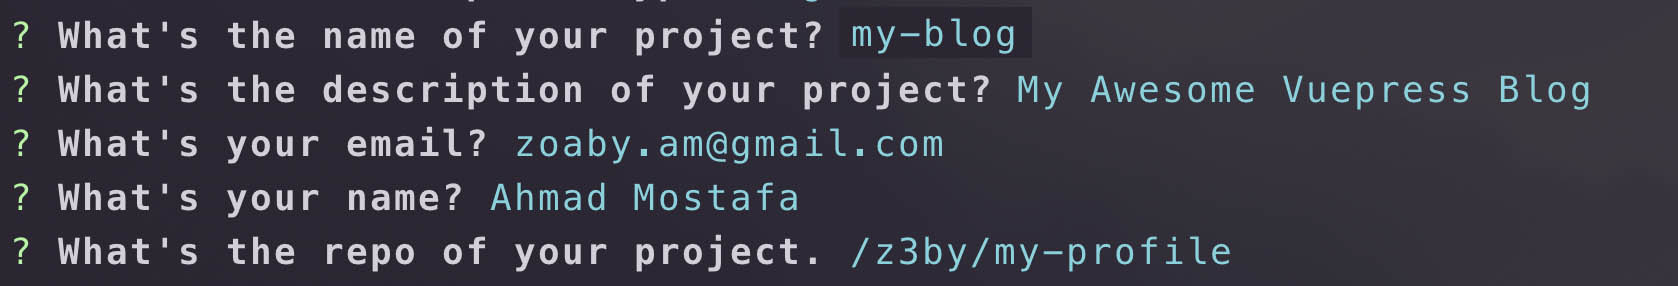 ? What's the name of your project? my-blog
? What's the description of your project? My Awesome Vuepress Blog
? What's your email? zoaby.am@gmail.com
? What's your name? Ahmad Mostafa
? What's the repo of your project. /z3by/my-profile